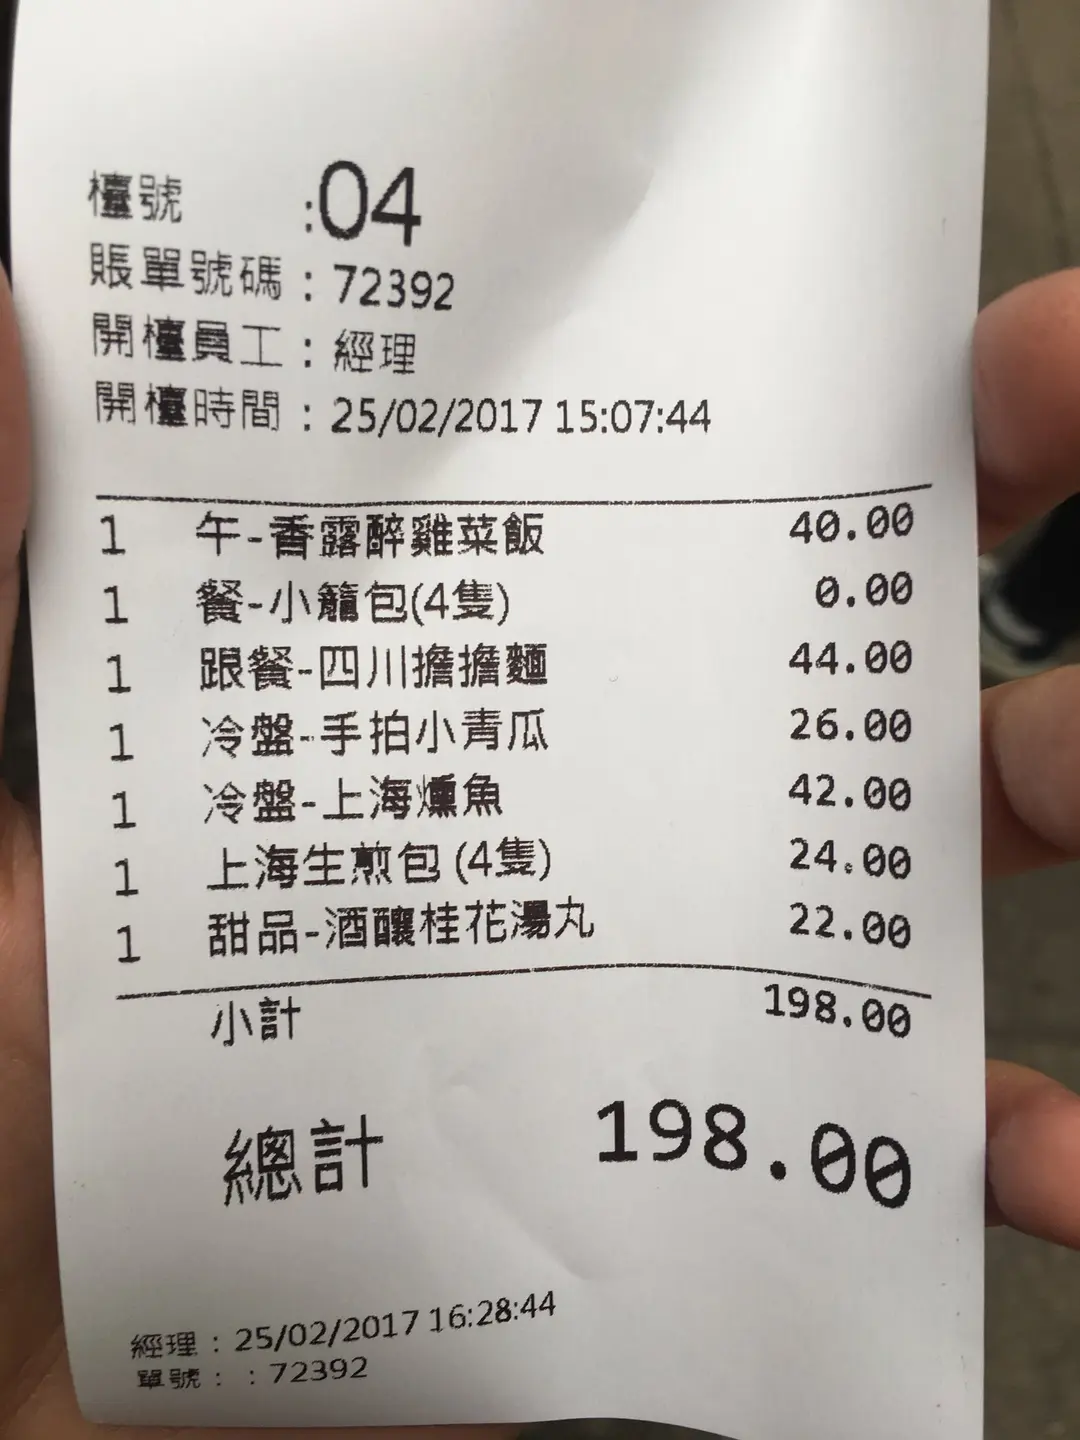 檯號 :04
賬單號碼 : 72392
開檯員工 : 經理
開檯時間 : 25/02/2017 15:07:44
1 午-香露醉雞菜飯 40.00
1 餐-小籠包(4隻) 0.00
1 跟餐-四川擔擔麵 44.00
1 冷盤-手拍小青瓜 26.00
1 冷盤-上海燻魚 42.00
1 上海生煎包 (4隻) 24.00
1 甜品-酒釀桂花湯丸 22.00
小計 198.00
總計 198.00
經理 : 25/02/2017 16:28:44
單號 : : 72392